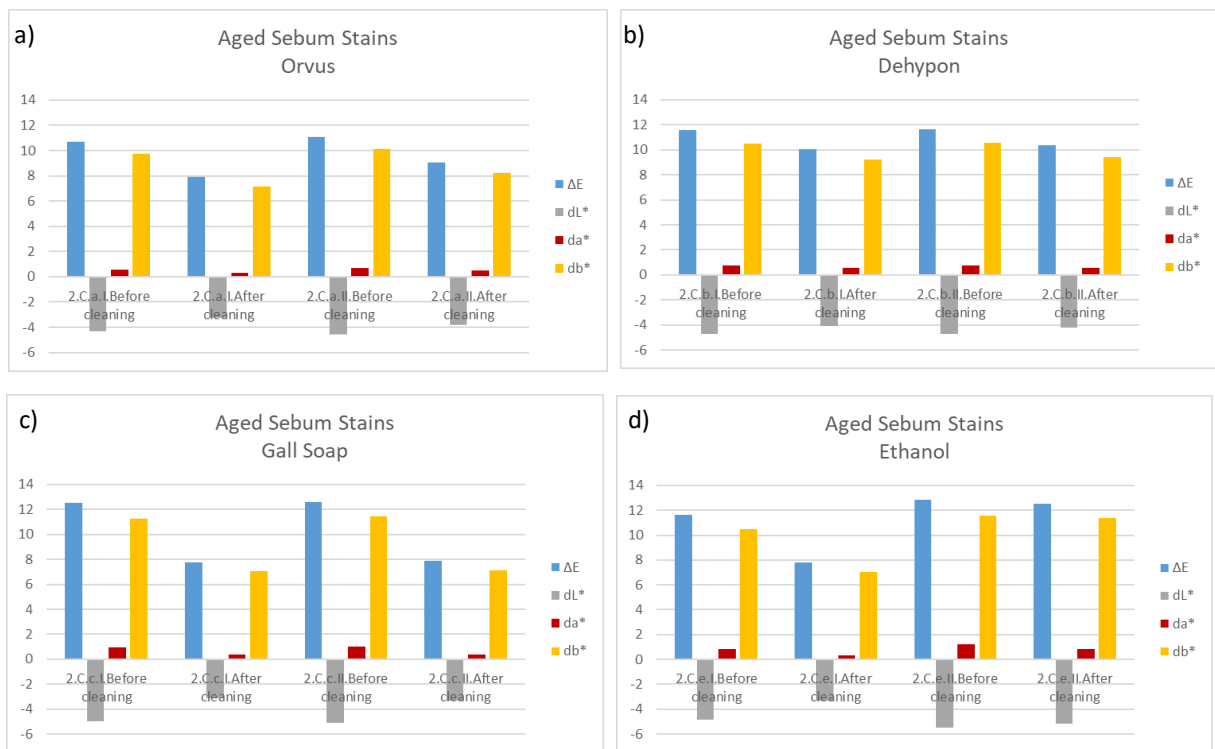 a)
Aged Sebum Stains
Orvus
14
12
10
8
6
4
2
0
-2
-4
-6
2.C.a.I.Before cleaning
2.C.a.I.After cleaning
2.C.a.II.Before cleaning
2.C.a.II.After cleaning
ΔE
dL*
da*
db*
b)
Aged Sebum Stains
Dehypon
14
12
10
8
6
4
2
0
-2
-4
-6
2.C.b.I.Before cleaning
2.C.b.I.After cleaning
2.C.b.II.Before cleaning
2.C.b.II.After cleaning
ΔE
dL*
da*
db*
c)
Aged Sebum Stains
Gall Soap
14
12
10
8
6
4
2
0
-2
-4
-6
2.C.c.I.Before cleaning
2.C.c.I.After cleaning
2.C.c.II.Before cleaning
2.C.c.II.After cleaning
ΔE
dL*
da*
db*
d)
Aged Sebum Stains
Ethanol
14
12
10
8
6
4
2
0
-2
-4
-6
2.C.e.I.Before cleaning
2.C.e.I.After cleaning
2.C.e.II.Before cleaning
2.C.e.II.After cleaning
ΔE
dL*
da*
db*